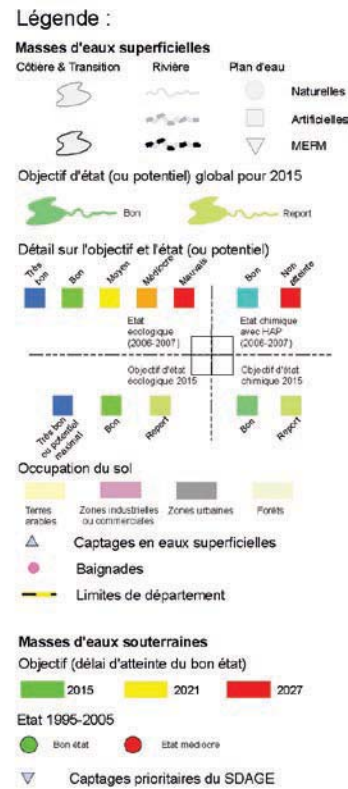 Légende :
Masses d'eaux superficielles
Côtière & Transition Rivière Plan d'eau
Naturelles
Artificielles
MEFM
Objectif d'état (ou potentiel) global pour 2015
Bon Report
Détail sur l'objectif et l'état (ou potentiel)
Très bon Bon Moyen Médiocre Mauvais Bon Non atteinte
Etat écologique (2006-2007) Etat chimique avec HAP (2006-2007)
Objectif d'état écologique 2015 Objectif d'état chimique 2015
Très bon ou potentiel maximal Bon Report Bon Report
Occupation du sol
Terres arables Zones industrielles ou commerciales Zones urbaines Forêts
Captages en eaux superficielles
Baignades
Limites de département
Masses d'eaux souterraines
Objectif (délai d'atteinte du bon état)
2015 2021 2027
Etat 1995-2005
Bon état Etat médiocre
Captages prioritaires du SDAGE